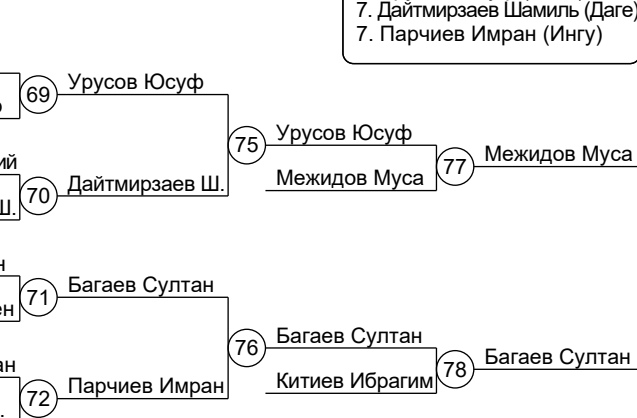 7. Дайтмирзаев Шамиль (Даге)
7. Парчиев Имран (Ингу)
69 Урусов Юсуф
75 Урусов Юсуф
77 Межидов Муса
70 Дайтмирзаев Ш.
Межидов Муса
71 Багаев Султан
76 Багаев Султан
78 Багаев Султан
72 Парчиев Имран
Китиев Ибрагим